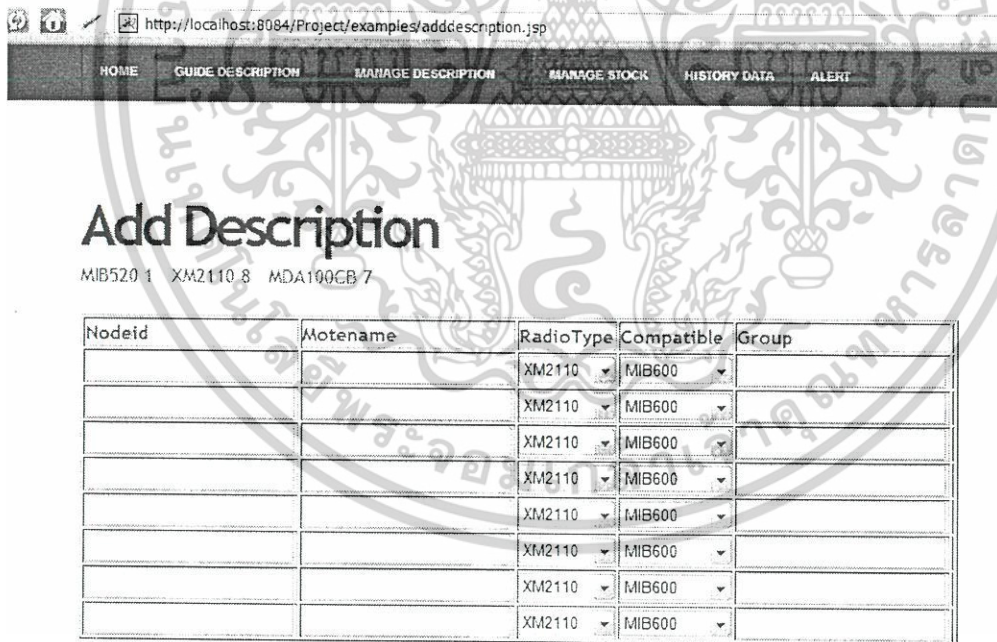 http://localhost:8084/Project/examples/adddescription.jsp
HOME GUIDE DESCRIPTION MANAGE DESCRIPTION MANAGE STOCK HISTORY DATA ALERT
Add Description
MIB520 1 XM2110 8 MDA100CB 7
Nodeid Motename RadioType Compatible Group
XM2110 MIB600
XM2110 MIB600
XM2110 MIB600
XM2110 MIB600
XM2110 MIB600
XM2110 MIB600
XM2110 MIB600
XM2110 MIB600